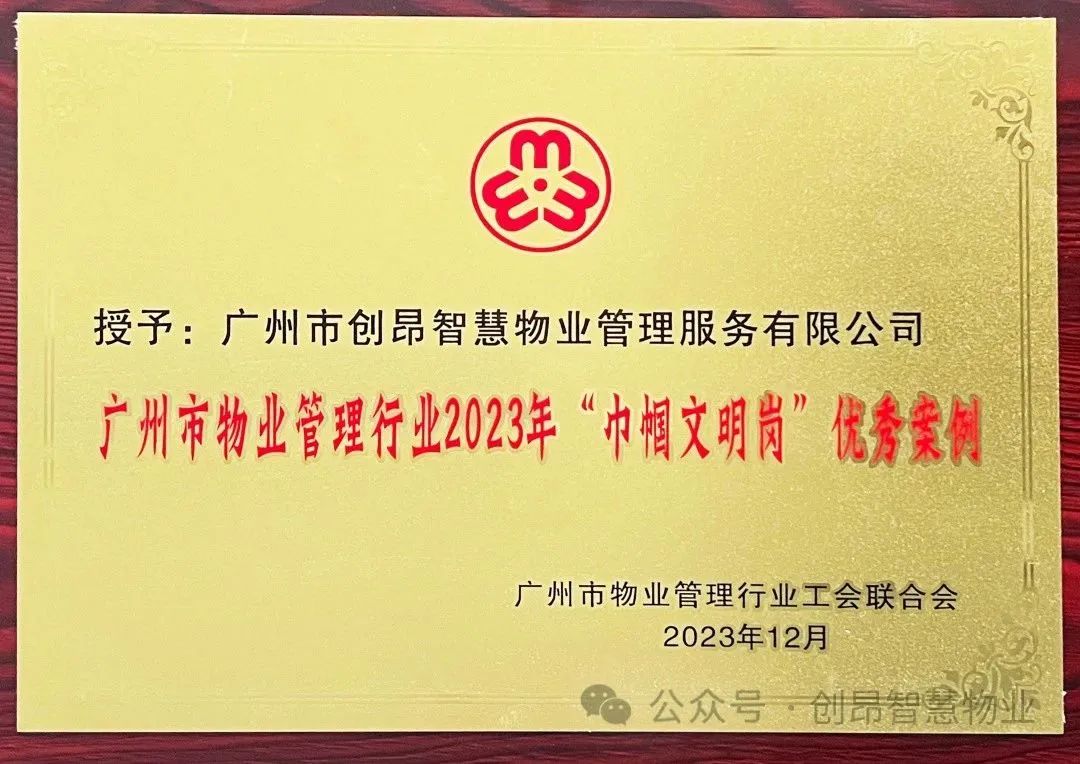 授予：广州市创昂智慧物业管理服务有限公司
广州市物业管理行业2023年“巾帼文明岗”优秀案例
广州市物业管理行业工会联合会
2023年12月
公众号·创昂智慧物业